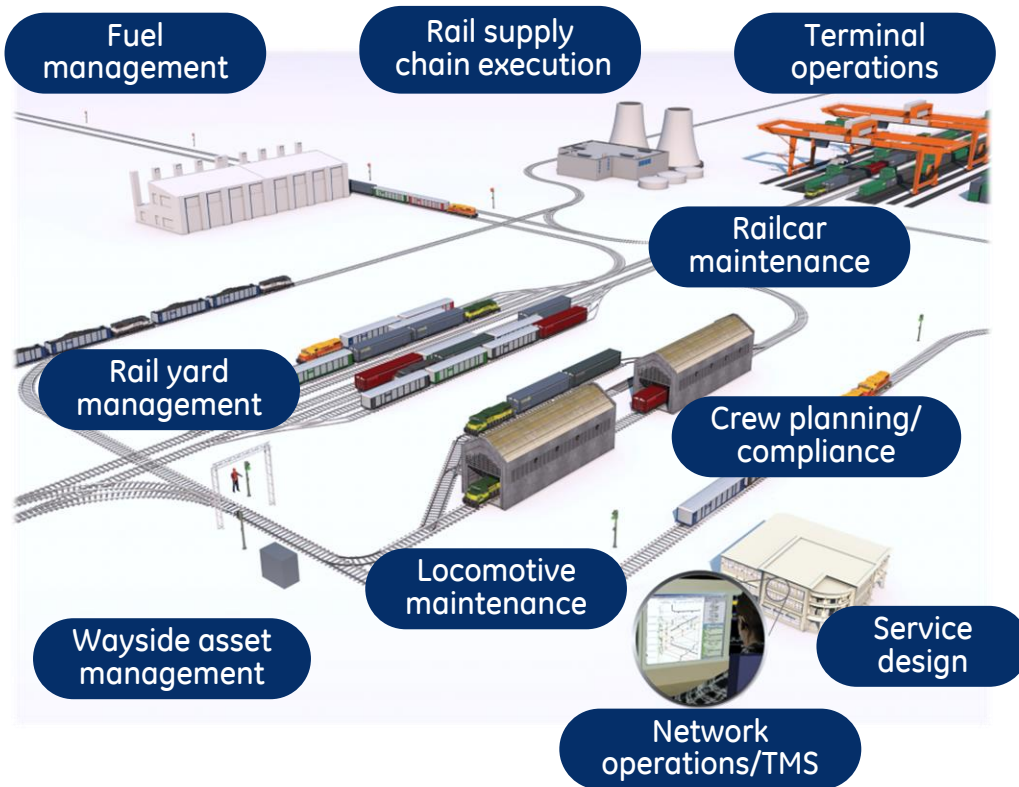 Fuel
management
Rail supply
chain execution
Terminal
operations
Railcar
maintenance
Rail yard
management
Crew planning/
compliance
Locomotive
maintenance
Wayside asset
management
Service
design
Network
operations/TMS